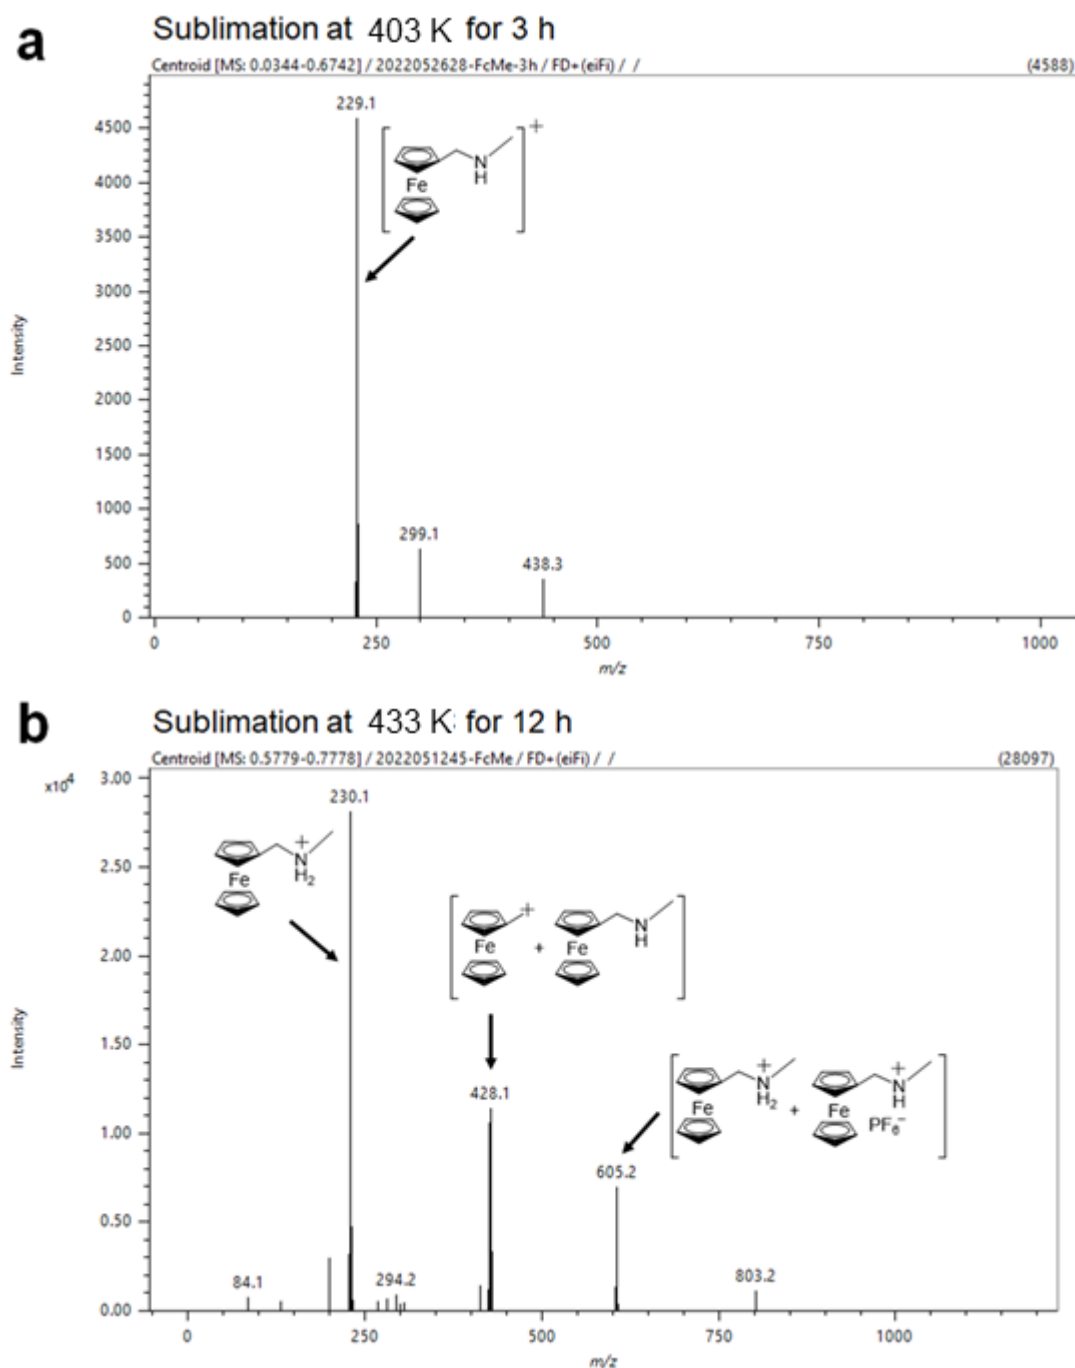 a
Sublimation at 403 K for 3 h
Centroid [MS: 0.0344-0.6742] / 2022052628-FcMe-3h / FD+(eiFi) / / (4588)
Intensity
4500
4000
3500
3000
2500
2000
1500
1000
500
0
229.1
299.1
438.3
+
Fe
N
H
0 250 500 750 1000
m/z
b
Sublimation at 433 K for 12 h
Centroid [MS: 0.5779-0.7778] / 2022051245-FcMe / FD+(eiFi) / / (28097)
x10⁴
Intensity
3.00
2.50
2.00
1.50
1.00
0.50
0.00
230.1
+
Fe
N
H₂
+
Fe
+
Fe
N
H
428.1
+
Fe
N
H₂
+
+
Fe
N
H
PF₆⁻
605.2
84.1
294.2
803.2
0 250 500 750 1000
m/z